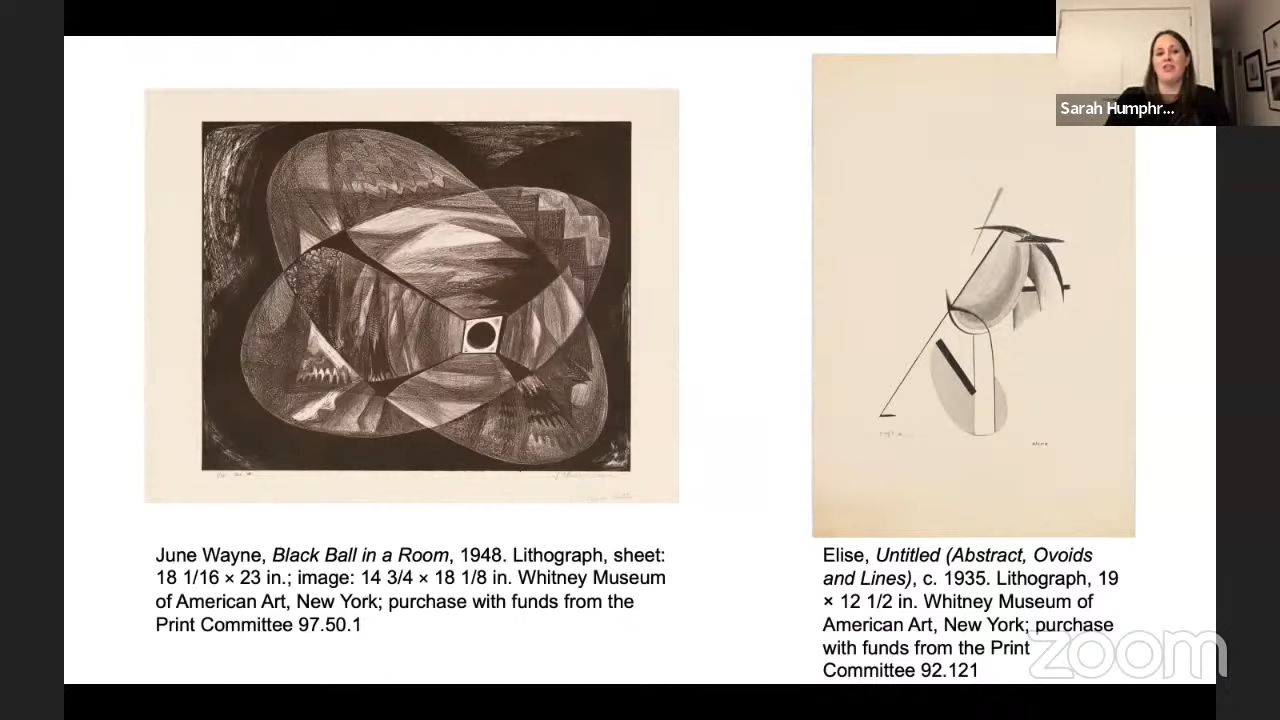 Sarah Humphr...
June Wayne, Black Ball in a Room, 1948. Lithograph, sheet:
18 1/16 × 23 in.; image: 14 3/4 × 18 1/8 in. Whitney Museum
of American Art, New York; purchase with funds from the
Print Committee 97.50.1
Elise, Untitled (Abstract, Ovoids
and Lines), c. 1935. Lithograph, 19
× 12 1/2 in. Whitney Museum of
American Art, New York; purchase
with funds from the Print
Committee 92.121
zoom